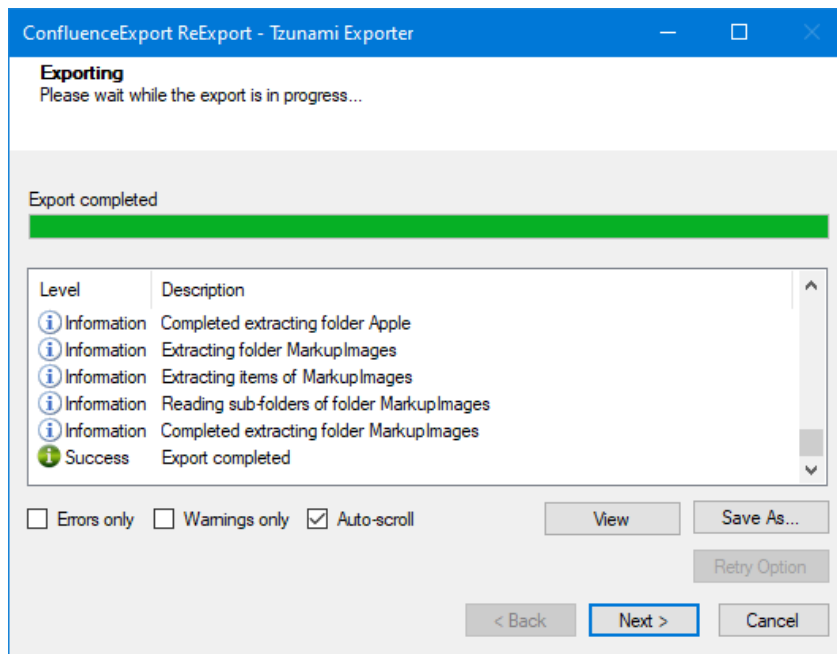 ConfluenceExport ReExport - Tzunami Exporter
Exporting
Please wait while the export is in progress...
Export completed
Level Description
Information Completed extracting folder Apple
Information Extracting folder MarkupImages
Information Extracting items of MarkupImages
Information Reading sub-folders of folder MarkupImages
Information Completed extracting folder MarkupImages
Success Export completed
Errors only Warnings only Auto-scroll View Save As...
Retry Option
< Back Next > Cancel